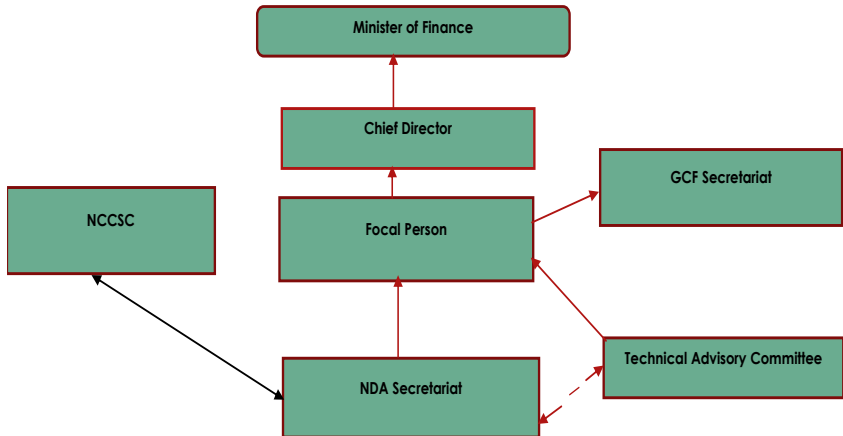 Minister of Finance
Chief Director
GCF Secretariat
NCCSC
Focal Person
Technical Advisory Committee
NDA Secretariat